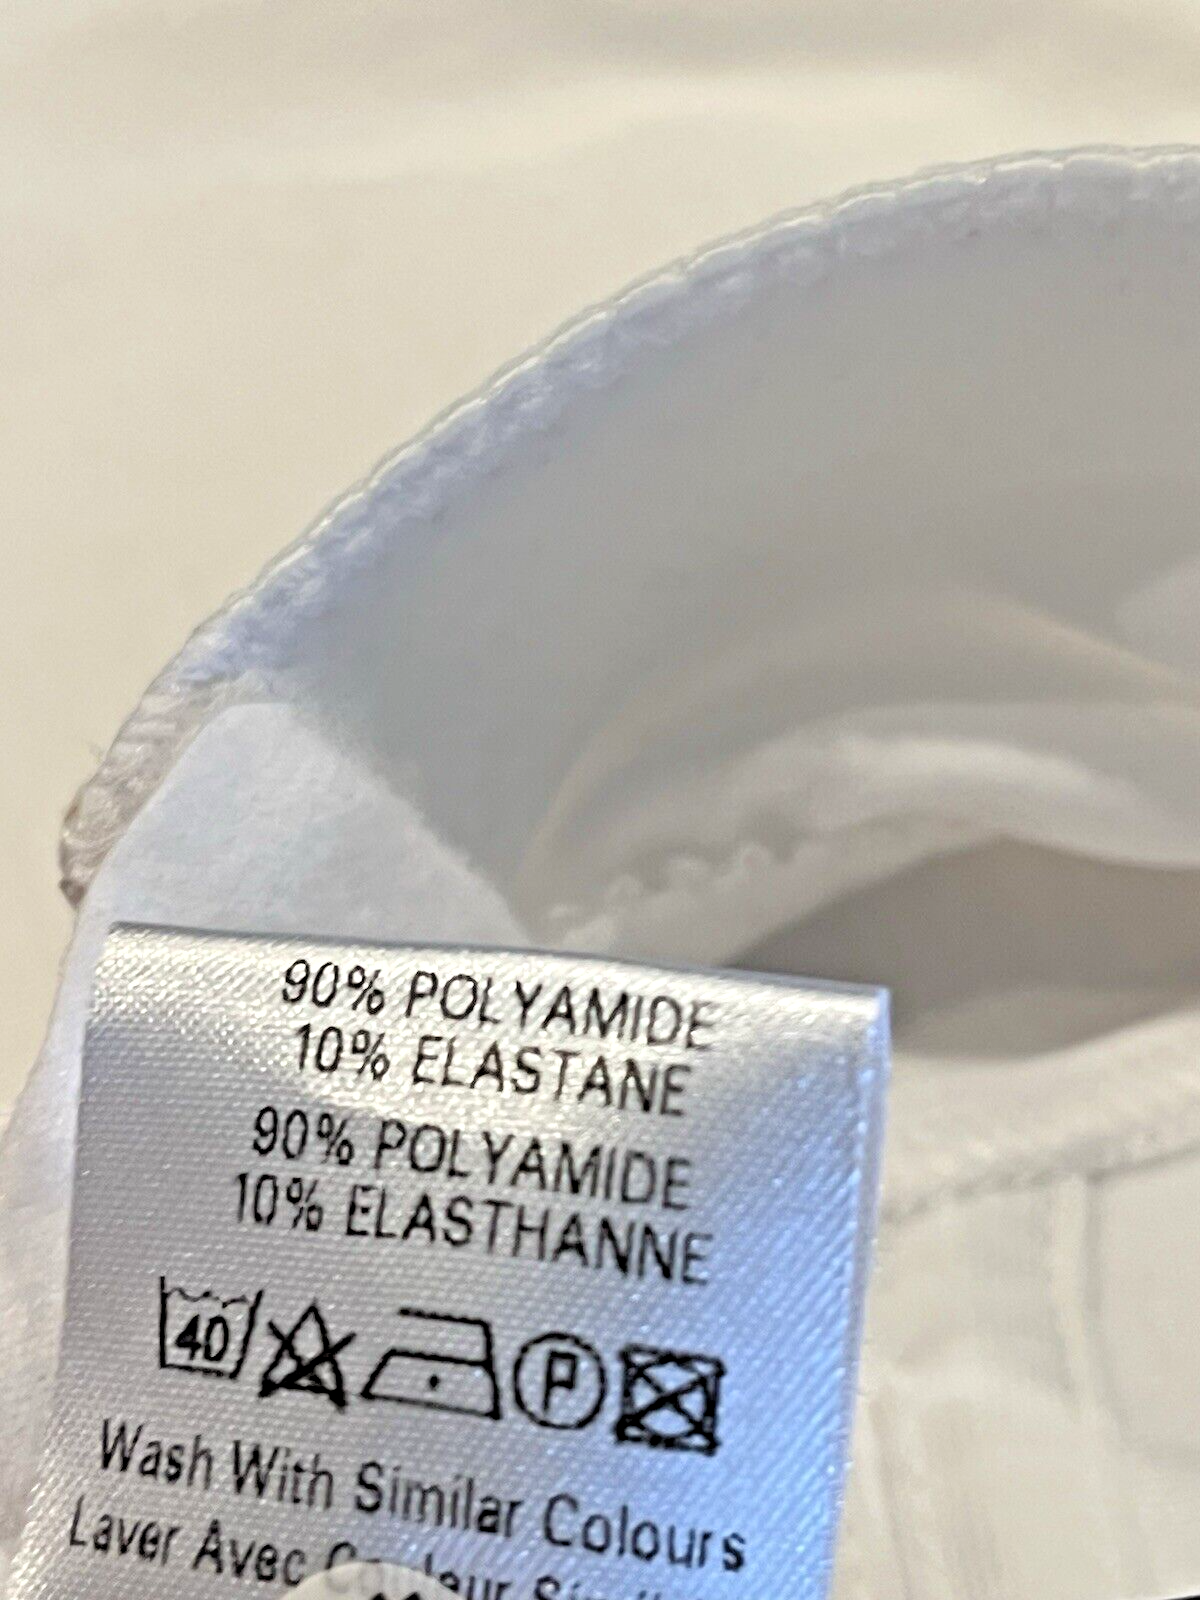 90% POLYAMIDE
10% ELASTANE
90% POLYAMIDE
10% ELASTHANNE
40 P
Wash With Similar Colours
Laver Avec